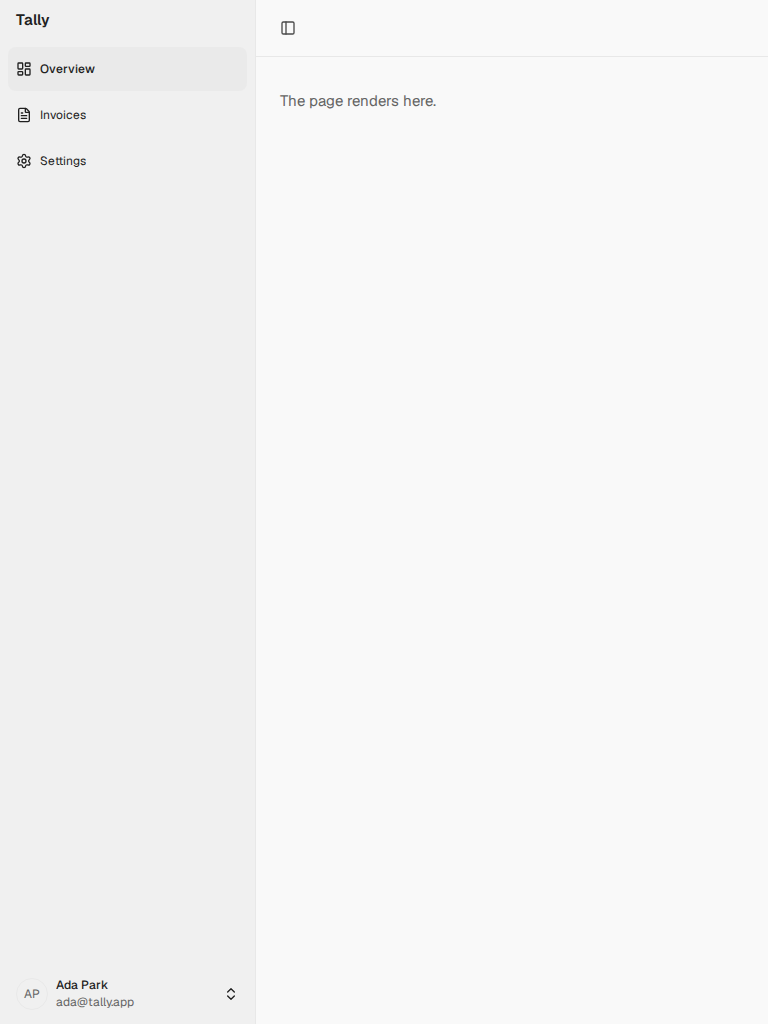 Tally
Overview
Invoices
Settings
The page renders here.
AP
Ada Park
ada@tally.app